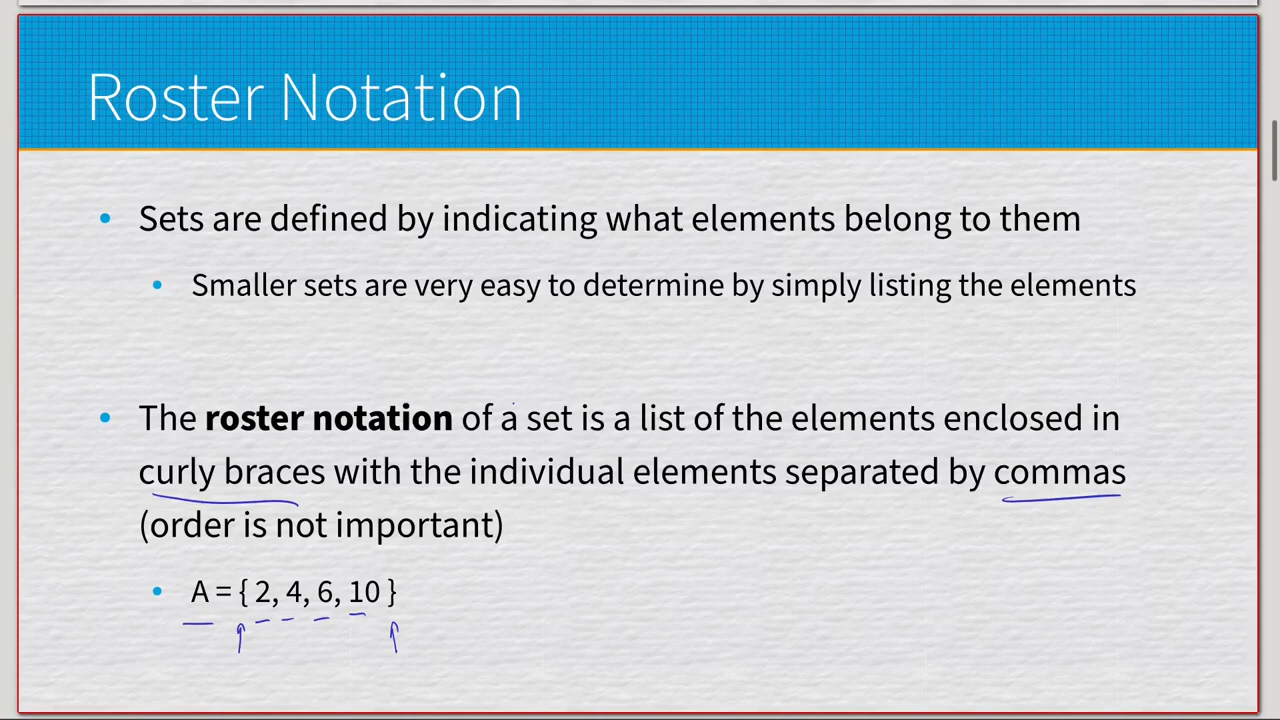 Roster Notation
• Sets are defined by indicating what elements belong to them
• Smaller sets are very easy to determine by simply listing the elements
• The roster notation of a set is a list of the elements enclosed in
curly braces with the individual elements separated by commas
(order is not important)
• A = { 2, 4, 6, 10 }